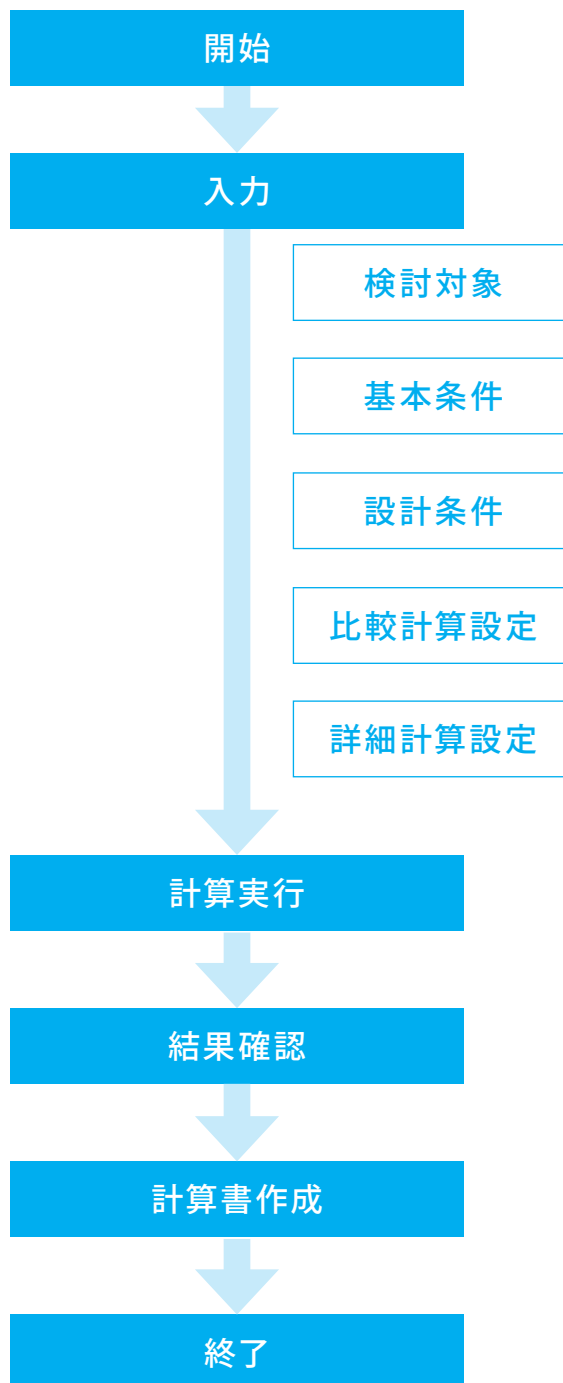 開始
入力
検討対象
基本条件
設計条件
比較計算設定
詳細計算設定
計算実行
結果確認
計算書作成
終了